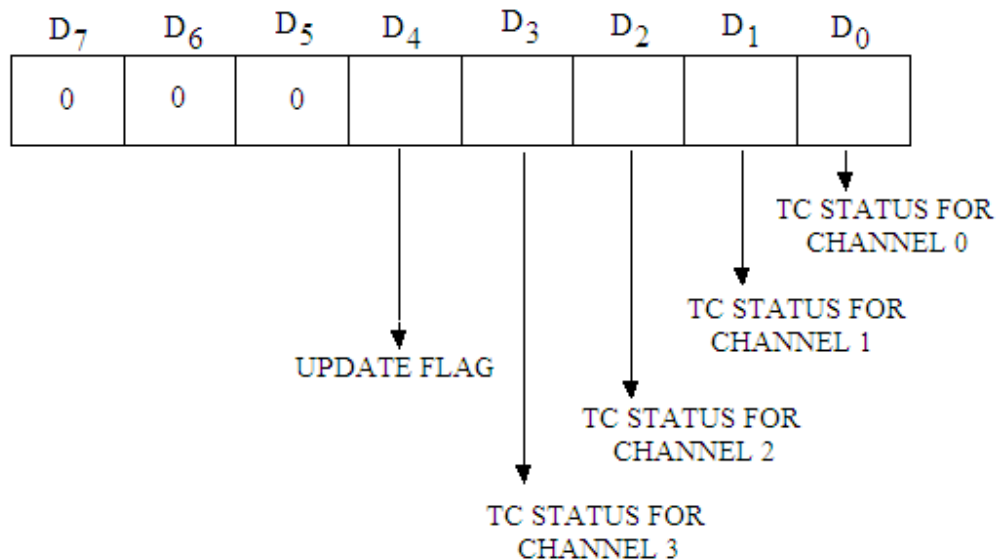 D7 D6 D5 D4 D3 D2 D1 D0
0 0 0
TC STATUS FOR
CHANNEL 0
TC STATUS FOR
CHANNEL 1
UPDATE FLAG
TC STATUS FOR
CHANNEL 2
TC STATUS FOR
CHANNEL 3